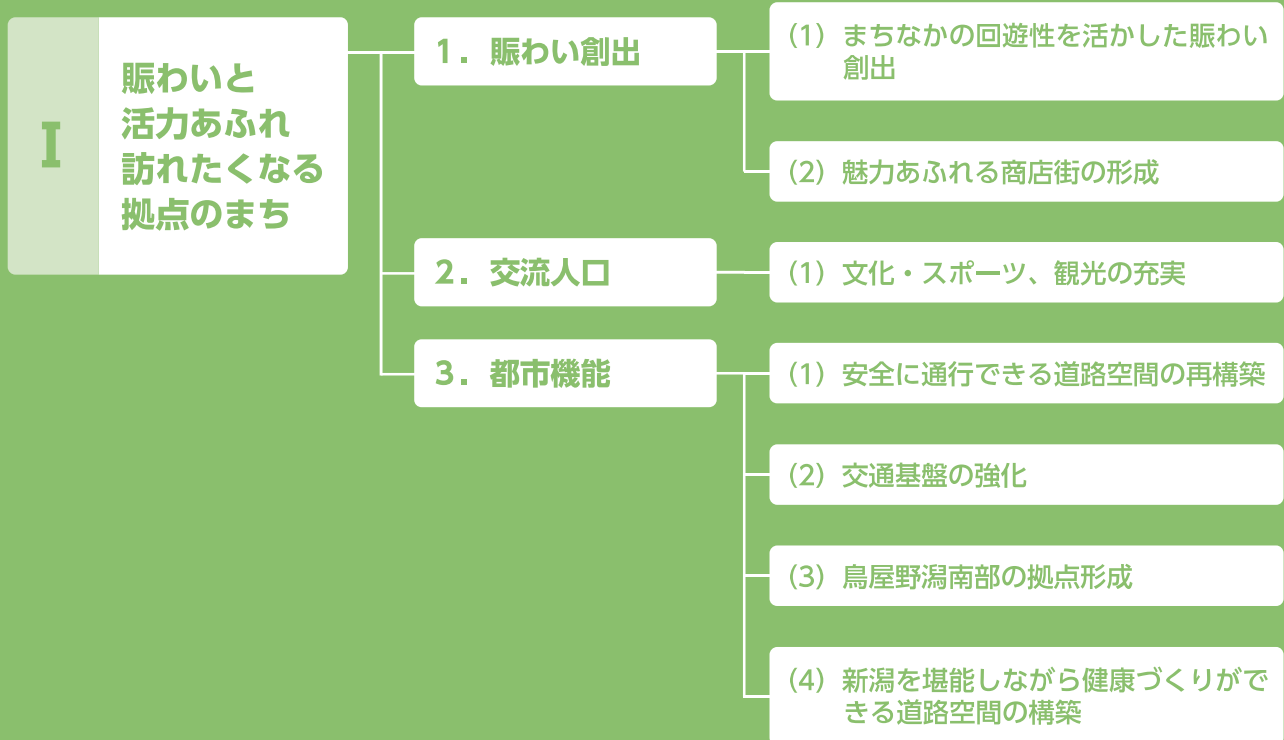 I
賑わいと
活力あふれ
訪れたくなる
拠点のまち
1. 賑わい創出
(1) まちなかの回遊性を活かした賑わい
創出
(2) 魅力あふれる商店街の形成
2. 交流人口
(1) 文化・スポーツ、観光の充実
3. 都市機能
(1) 安全に通行できる道路空間の再構築
(2) 交通基盤の強化
(3) 鳥屋野潟南部の拠点形成
(4) 新潟を堪能しながら健康づくりがで
きる道路空間の構築